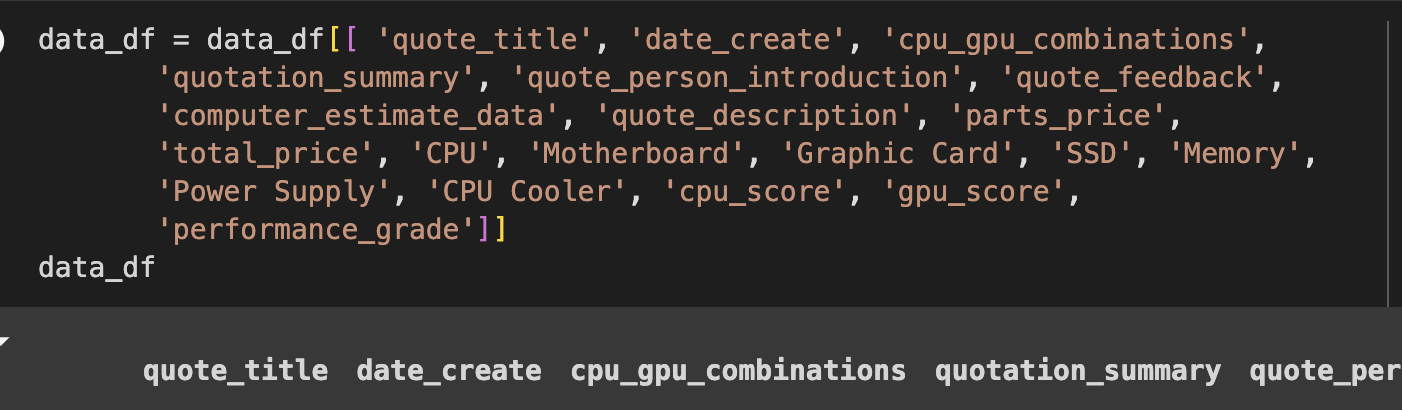 data_df = data_df[[ 'quote_title', 'date_create', 'cpu_gpu_combinations',
'quotation_summary', 'quote_person_introduction', 'quote_feedback',
'computer_estimate_data', 'quote_description', 'parts_price',
'total_price', 'CPU', 'Motherboard', 'Graphic Card', 'SSD', 'Memory',
'Power Supply', 'CPU Cooler', 'cpu_score', 'gpu_score',
'performance_grade']]
data_df
quote_title date_create cpu_gpu_combinations quotation_summary quote_per